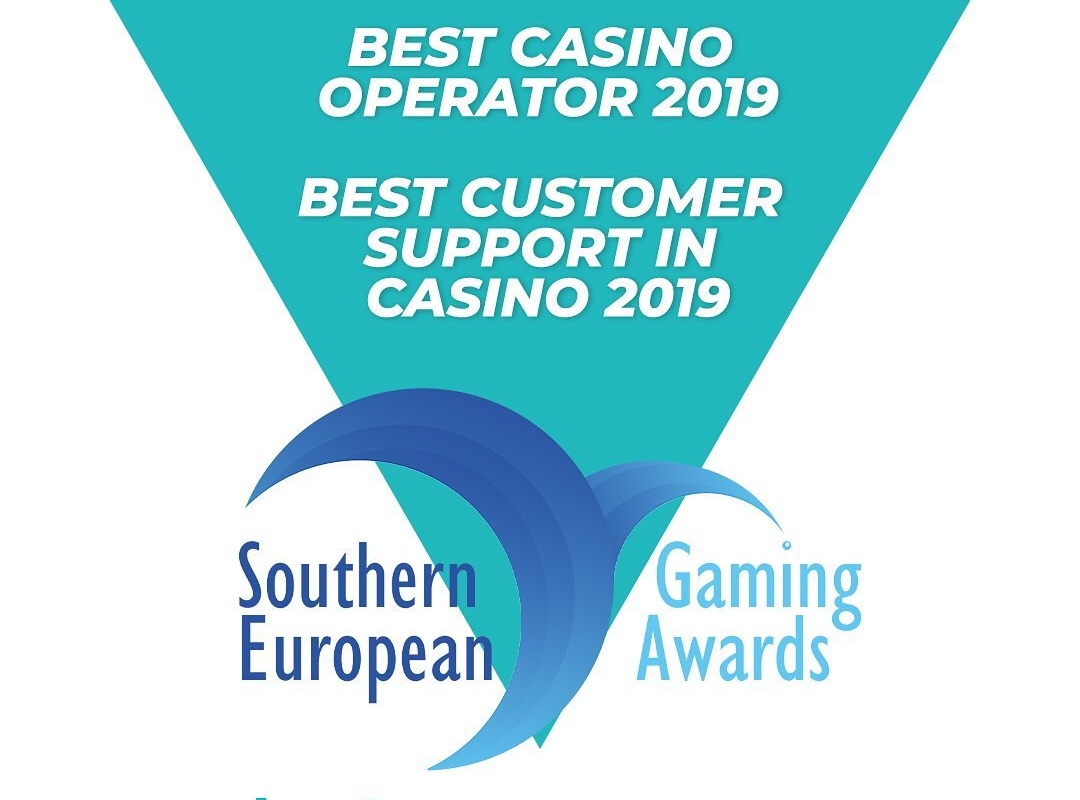 BEST CASINO
OPERATOR 2019
BEST CUSTOMER
SUPPORT IN
CASINO 2019
Southern
European
Gaming
Awards